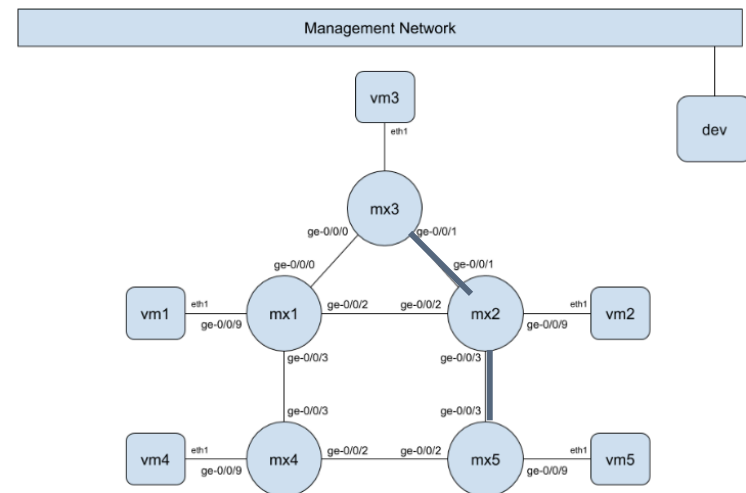 Management Network
vm3
dev
eth1
mx3
ge-0/0/0
ge-0/0/1
ge-0/0/0
ge-0/0/1
vm1
eth1
ge-0/0/9
mx1
ge-0/0/2
ge-0/0/2
mx2
eth1
ge-0/0/9
vm2
ge-0/0/3
ge-0/0/3
ge-0/0/3
ge-0/0/3
vm4
eth1
ge-0/0/9
mx4
ge-0/0/2
ge-0/0/2
mx5
eth1
ge-0/0/9
vm5